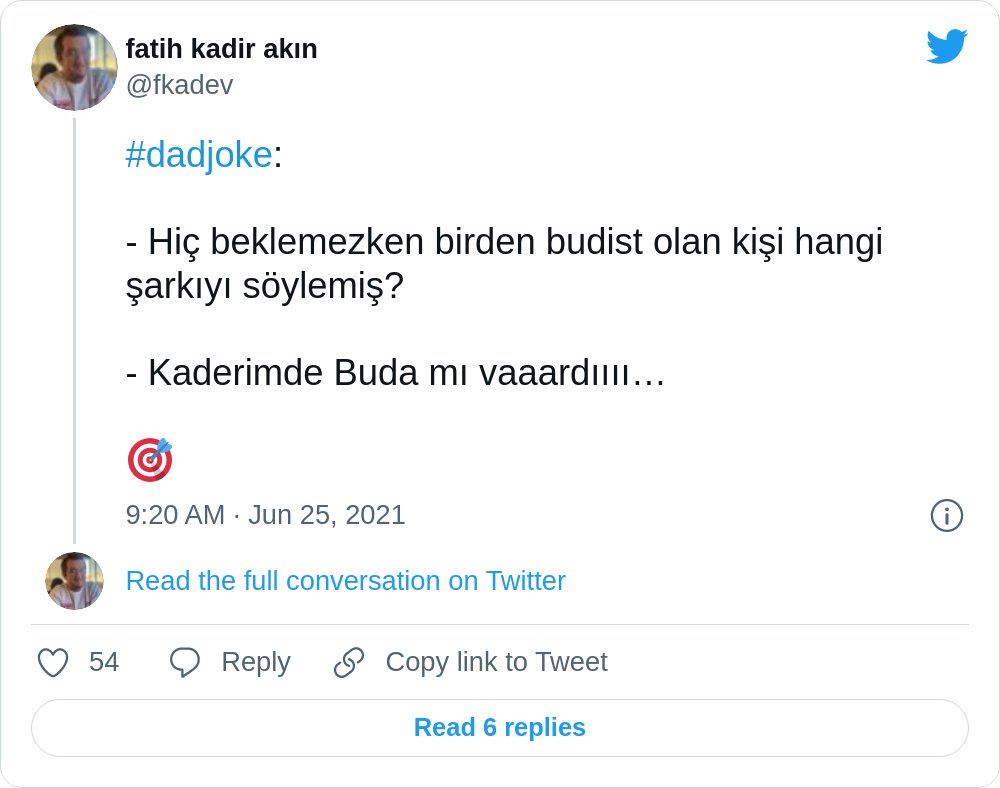 fatih kadir akın
@fkadev
#dadjoke:
- Hiç beklemezken birden budist olan kişi hangi
şarkıyı söylemiş?
- Kaderimde Buda mı vaaardıııı…
🎯
9:20 AM · Jun 25, 2021
Read the full conversation on Twitter
54 Reply Copy link to Tweet
Read 6 replies